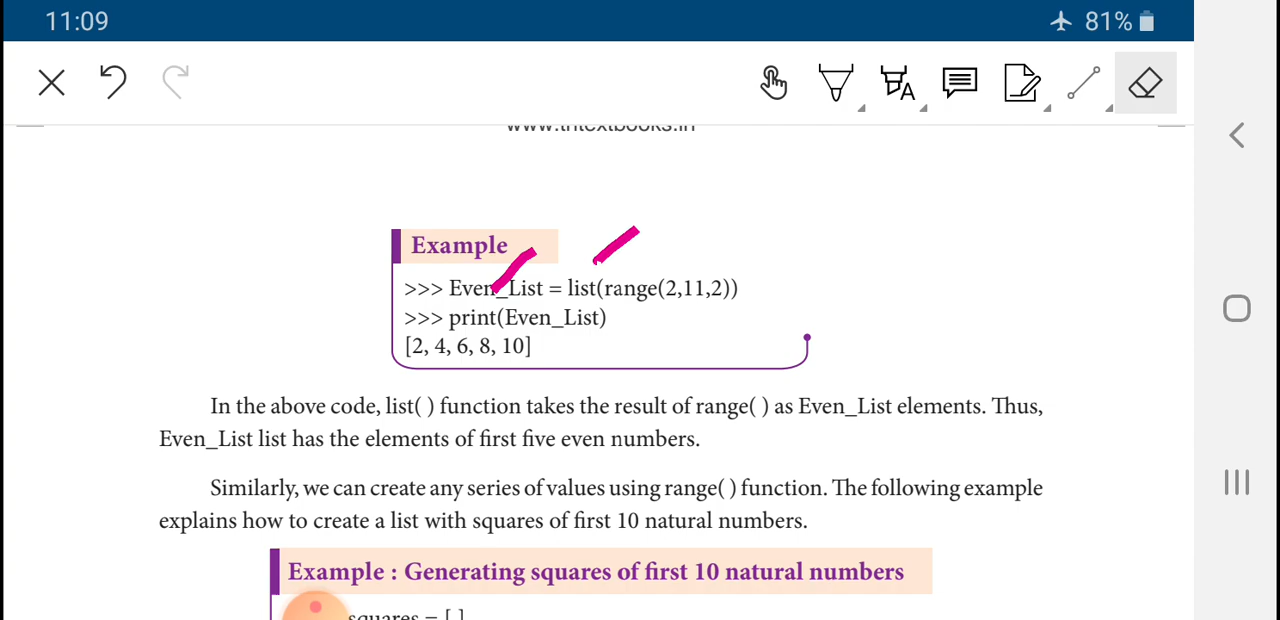 11:09
81%
www.tntextbooks.in
Example
>>> Even_List = list(range(2,11,2))
>>> print(Even_List)
[2, 4, 6, 8, 10]
In the above code, list( ) function takes the result of range( ) as Even_List elements. Thus,
Even_List list has the elements of first five even numbers.
Similarly, we can create any series of values using range( ) function. The following example
explains how to create a list with squares of first 10 natural numbers.
Example : Generating squares of first 10 natural numbers
squares = [ ]